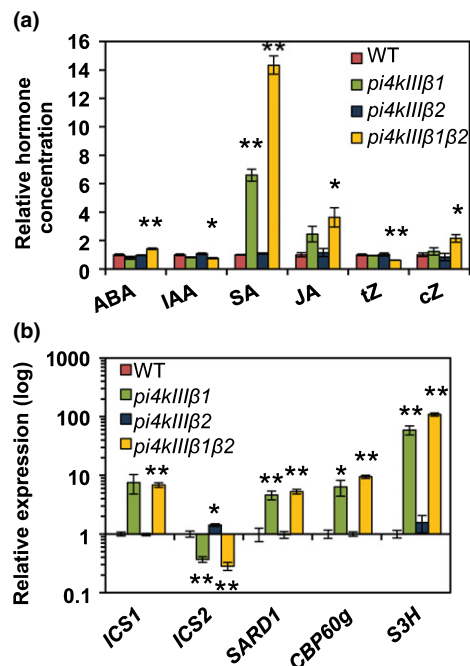 (a)
Relative hormone
concentration
16
14
12
10
8
6
4
2
0
WT
pi4kIIIβ1
pi4kIIIβ2
pi4kIIIβ1β2
**
**
**
*
*
**
*
ABA
IAA
SA
JA
tZ
cZ
(b)
Relative expression (log)
1000
100
10
1
0.1
WT
pi4kIIIβ1
pi4kIIIβ2
pi4kIIIβ1β2
**
*
**
**
**
**
*
**
**
**
ICS1
ICS2
SARD1
CBP60g
S3H